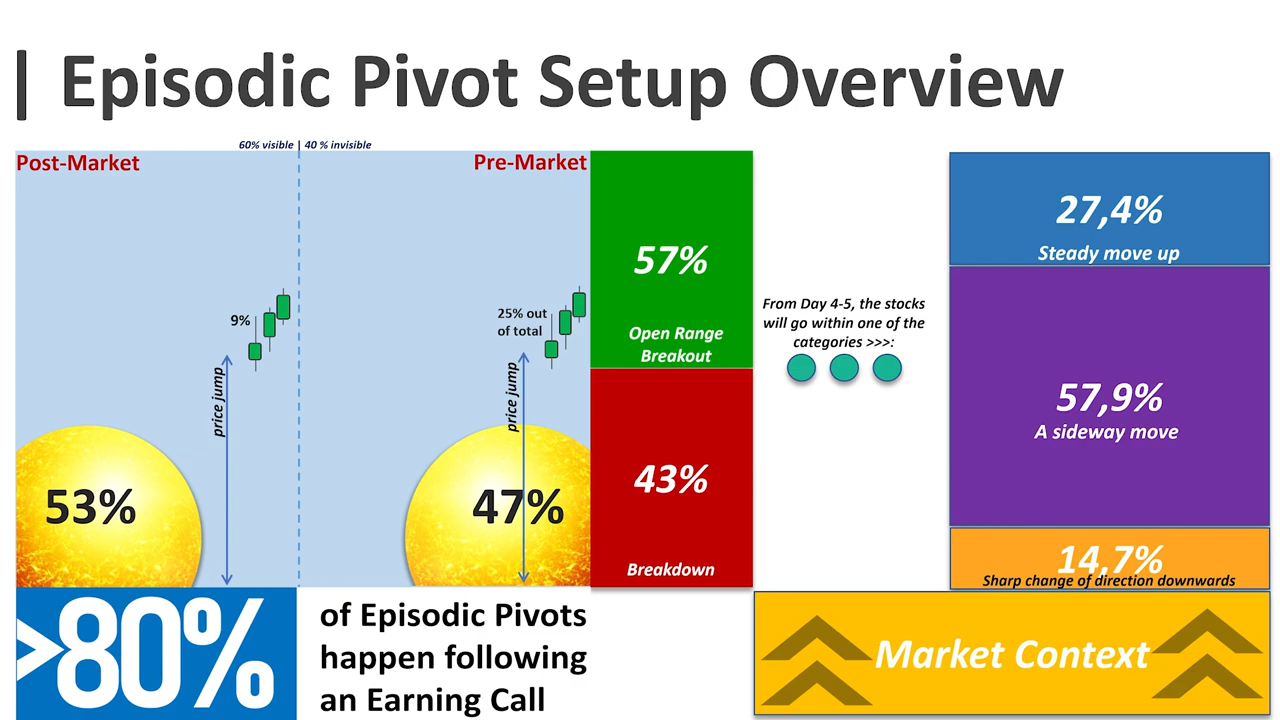 | Episodic Pivot Setup Overview
60% visible | 40 % invisible
Post-Market
Pre-Market
9%
price jump
53%
25% out
of total
price jump
47%
57%
Open Range
Breakout
43%
Breakdown
From Day 4-5, the stocks
will go within one of the
categories >>>:
27,4%
Steady move up
57,9%
A sideway move
14,7%
Sharp change of direction downwards
>80%
of Episodic Pivots
happen following
an Earning Call
Market Context